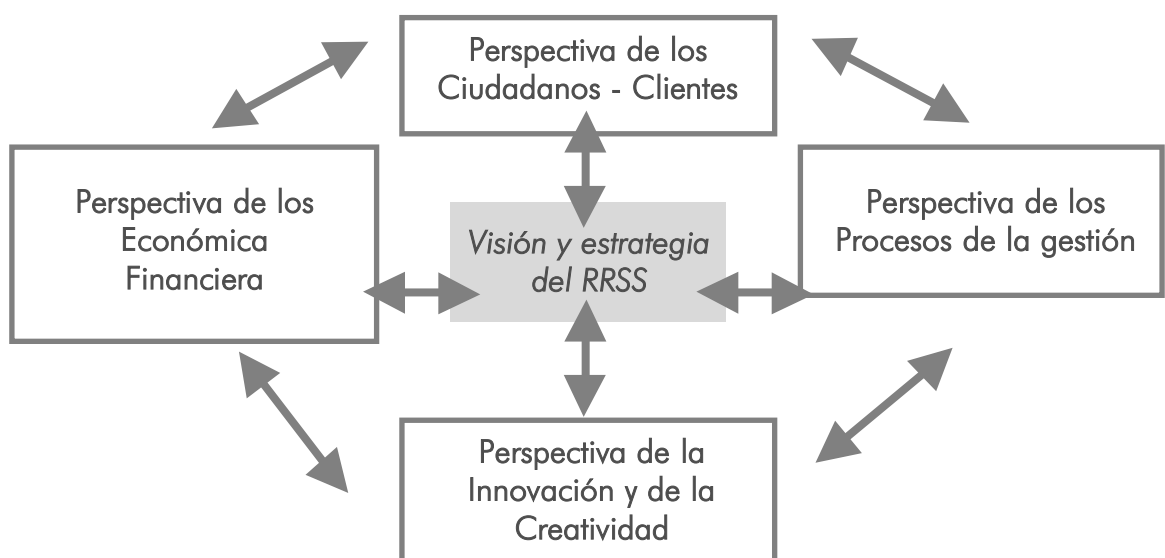 Perspectiva de los
Ciudadanos - Clientes
Perspectiva de los
Económica
Financiera
Visión y estrategia
del RRSS
Perspectiva de los
Procesos de la gestión
Perspectiva de la
Innovación y de la
Creatividad